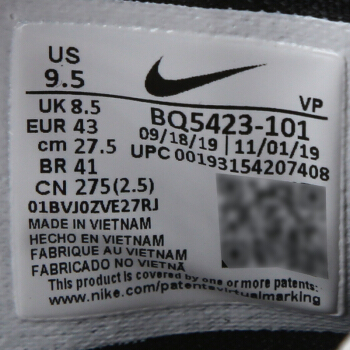 US
9.5
VP
UK 8.5
EUR 43
cm 27.5
BR 41
CN 275(2.5)
BQ5423-101
09/18/19 | 11/01/19
UPC 00193154207408
01BVJ0ZVE27RJ
MADE IN VIETNAM
HECHO EN VIETNAM
FABRIQUE AU VIETNAM
FABRICADO NO VIETNÃ
This product is covered by one or more patents:
www.nike.com/patentsvirtualmarking